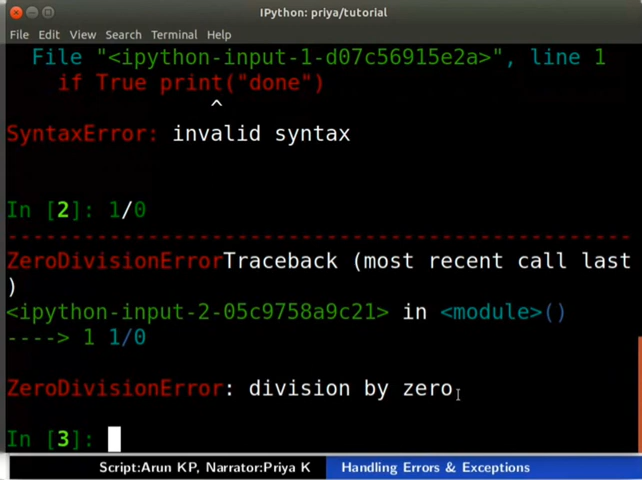 IPython: priya/tutorial
File Edit View Search Terminal Help
File "<ipython-input-1-d07c56915e2a>", line 1
if True print("done")
^
SyntaxError: invalid syntax
In [2]: 1/0
-------------------------------------------------
ZeroDivisionErrorTraceback (most recent call last
)
<ipython-input-2-05c9758a9c21> in <module>()
----> 1 1/0
ZeroDivisionError: division by zero
In [3]:
Script:Arun KP, Narrator:Priya K Handling Errors & Exceptions